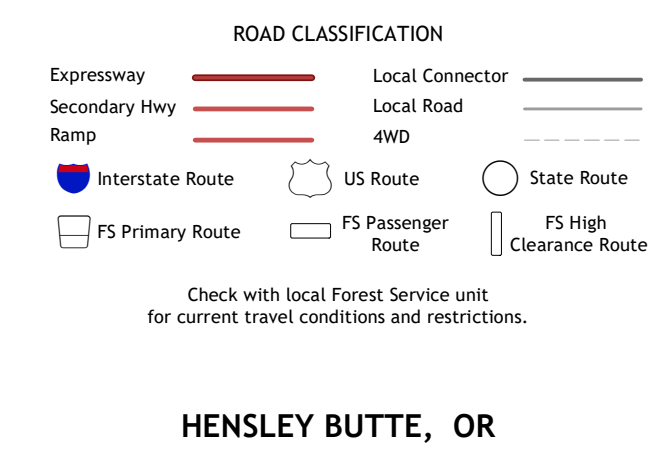 ROAD CLASSIFICATION
Expressway
Local Connector
Secondary Hwy
Local Road
Ramp
4WD
Interstate Route
US Route
State Route
FS Primary Route
FS Passenger
Route
FS High
Clearance Route
Check with local Forest Service unit
for current travel conditions and restrictions.
HENSLEY BUTTE, OR